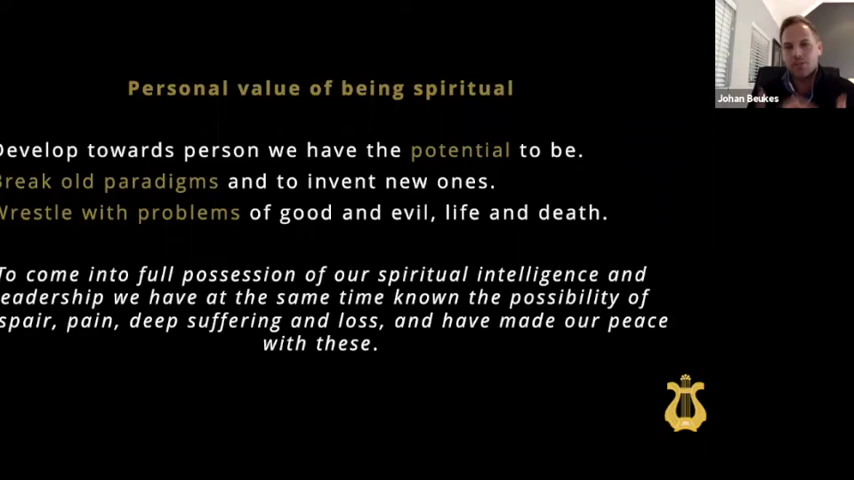 Personal value of being spiritual
Johan Beukes
Develop towards person we have the potential to be.
Break old paradigms and to invent new ones.
Wrestle with problems of good and evil, life and death.
To come into full possession of our spiritual intelligence and
leadership we have at the same time known the possibility of
spair, pain, deep suffering and loss, and have made our peace
with these.